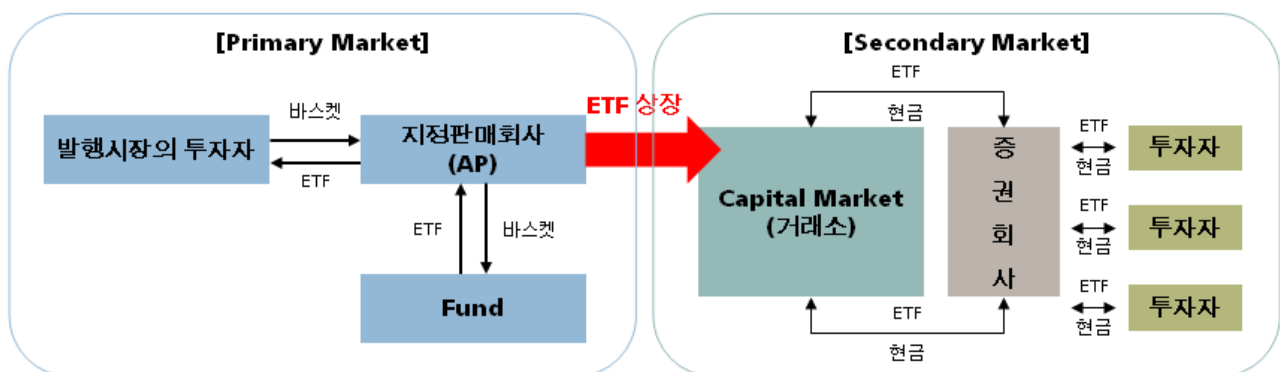 [Primary Market]
바스켓
발행시장의 투자자
ETF
지정판매회사
(AP)
ETF
바스켓
Fund
ETF 상장
[Secondary Market]
ETF
현금
Capital Market
(거래소)
증
권
회
사
ETF
현금
ETF
현금
투자자
ETF
현금
투자자
ETF
현금
투자자